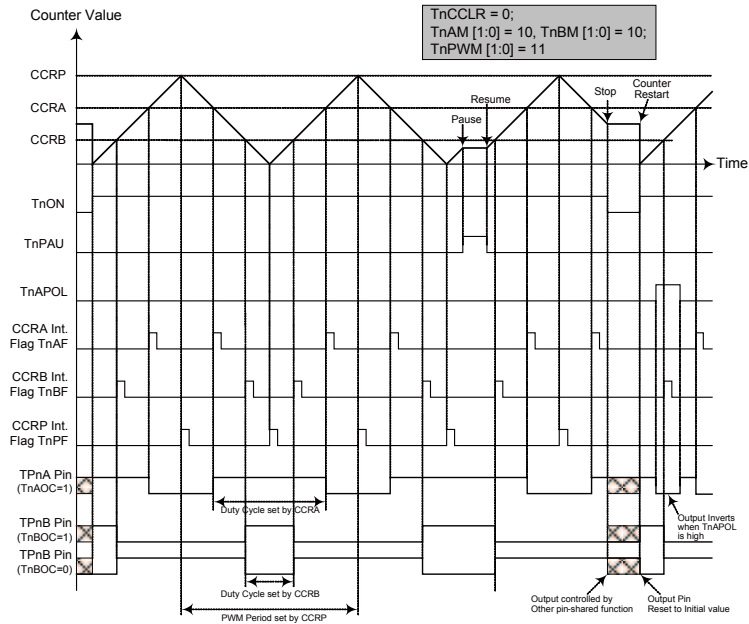 Counter Value
TnCCLR = 0;
TnAM [1:0] = 10, TnBM [1:0] = 10;
TnPWM [1:0] = 11
CCRP
CCRA
CCRB
Pause
Resume
Stop
Counter
Restart
Time
TnON
TnPAU
TnAPOL
CCRA Int.
Flag TnAF
CCRB Int.
Flag TnBF
CCRP Int.
Flag TnPF
TPnA Pin
(TnAOC=1)
Duty Cycle set by CCRA
Output Inverts
when TnAPOL
is high
TPnB Pin
(TnBOC=1)
TPnB Pin
(TnBOC=0)
Duty Cycle set by CCRB
PWM Period set by CCRP
Output controlled by
Other pin-shared function
Output Pin
Reset to Initial value